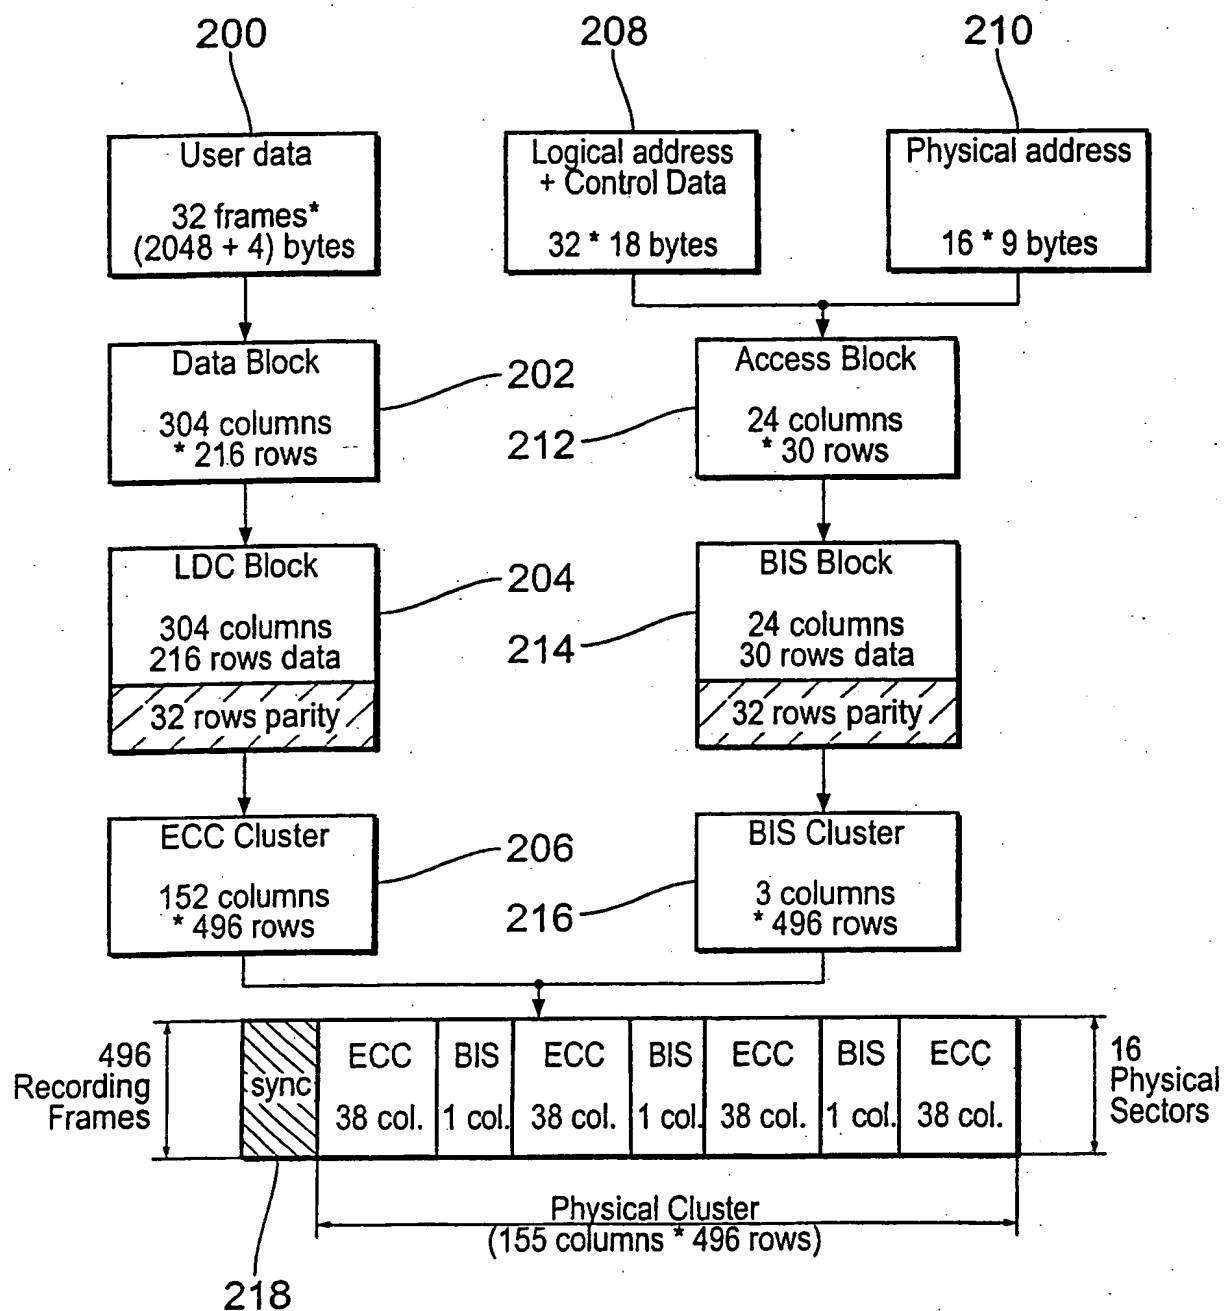 200
208
210
User data
32 frames*
(2048 + 4) bytes
Logical address
+ Control Data
32 * 18 bytes
Physical address
16 * 9 bytes
Data Block
304 columns
* 216 rows
202
Access Block
24 columns
* 30 rows
212
LDC Block
304 columns
216 rows data
32 rows parity
204
BIS Block
24 columns
30 rows data
32 rows parity
214
ECC Cluster
152 columns
* 496 rows
206
BIS Cluster
3 columns
* 496 rows
216
496
Recording
Frames
sync
ECC
38 col.
BIS
1 col.
ECC
38 col.
BIS
1 col.
ECC
38 col.
BIS
1 col.
ECC
38 col.
16
Physical
Sectors
Physical Cluster
(155 columns * 496 rows)
218